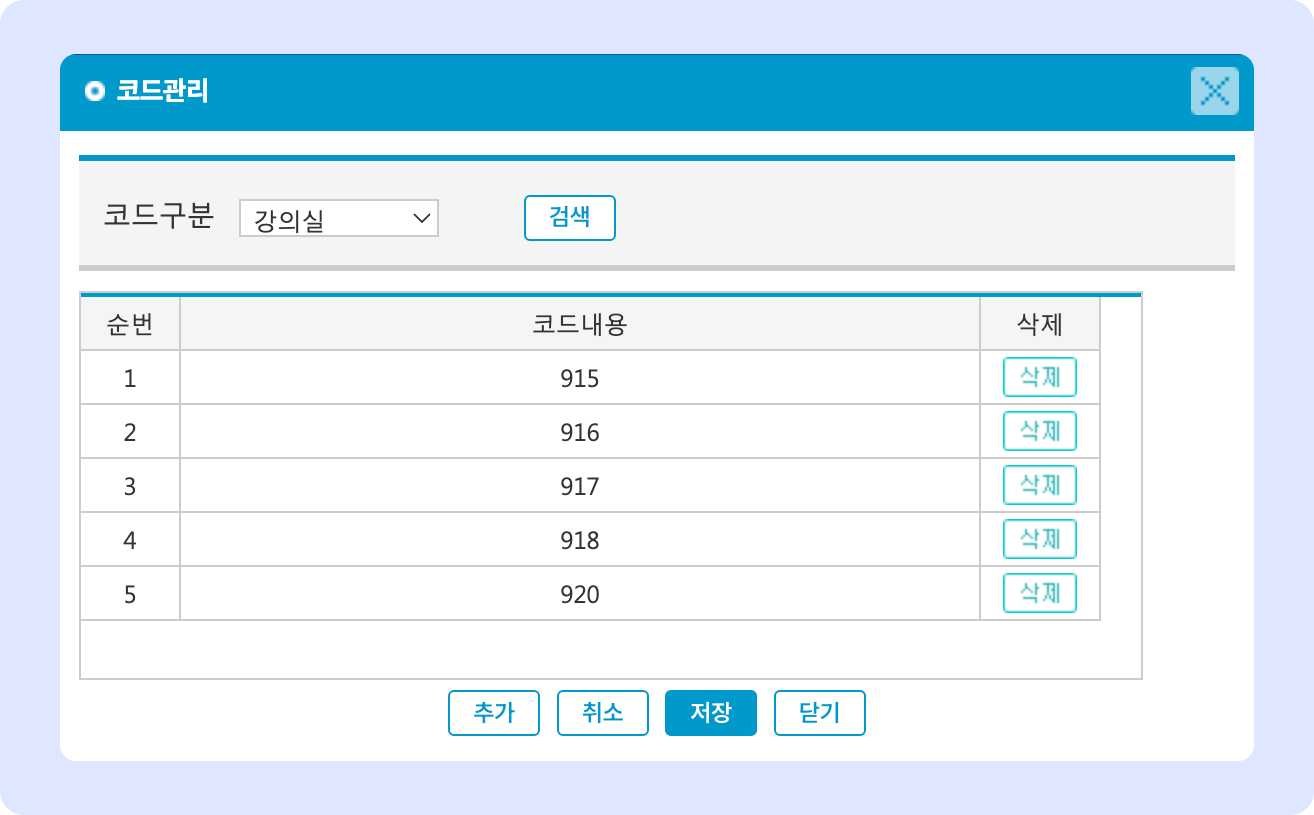 코드관리
코드구분 강의실 검색
순번 코드내용 삭제
1 915 삭제
2 916 삭제
3 917 삭제
4 918 삭제
5 920 삭제
추가 취소 저장 닫기